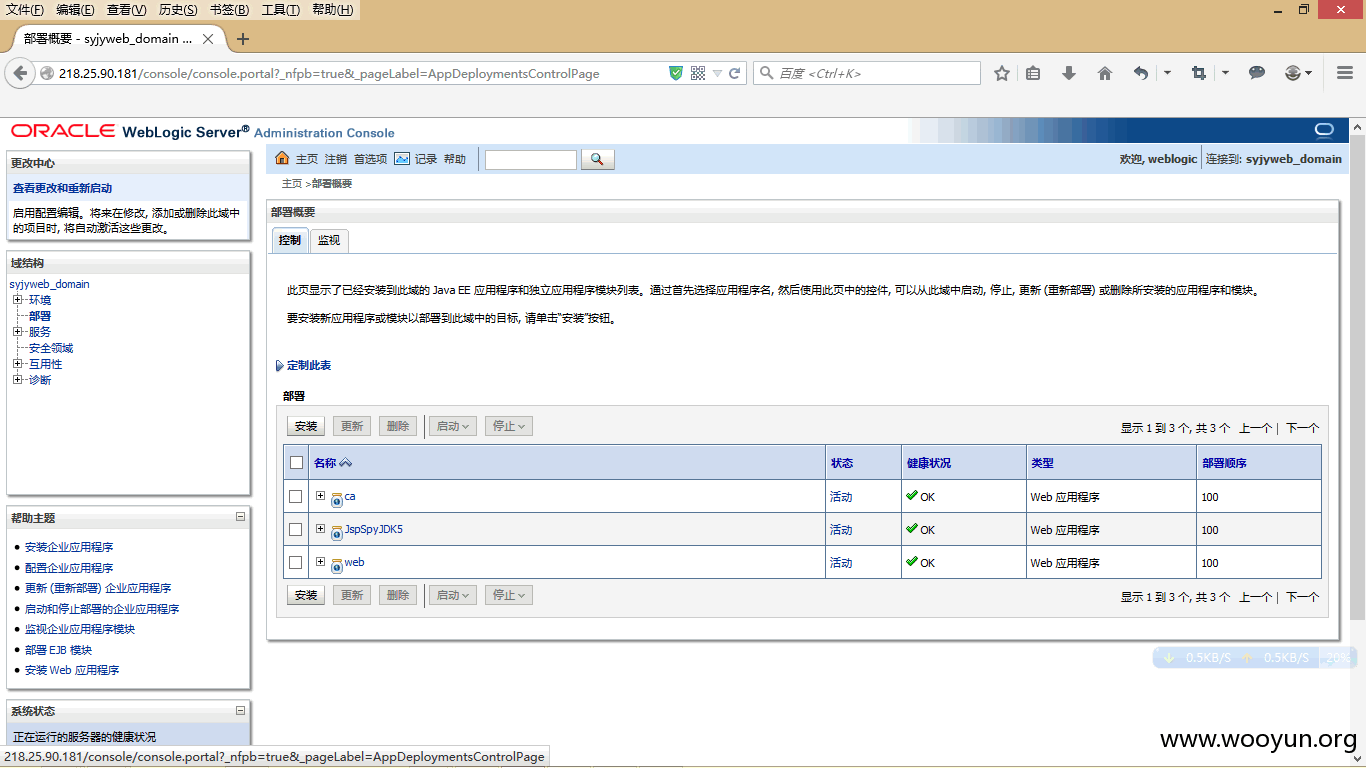 文件(F) 编辑(E) 查看(V) 历史(S) 书签(B) 工具(T) 帮助(H)
部署概要 - syjyweb_domain ...
218.25.90.181/console/console.portal?_nfpb=true&_pageLabel=AppDeploymentsControlPage
百度 <Ctrl+K>
ORACLE WebLogic Server® Administration Console
更改中心
查看更改和重新启动
启用配置编辑。将来在修改, 添加或删除此域中
的项目时, 将自动激活这些更改。
域结构
syjyweb_domain
环境
部署
服务
安全领域
互用性
诊断
帮助主题
安装企业应用程序
配置企业应用程序
更新 (重新部署) 企业应用程序
启动和停止部署的企业应用程序
监视企业应用程序模块
部署 EJB 模块
安装 Web 应用程序
系统状态
正在运行的服务器的健康状况
主页 注销 首选项 记录 帮助
欢迎, weblogic 连接到: syjyweb_domain
主页 >部署概要
部署概要
控制 监视
此页显示了已经安装到此域的 Java EE 应用程序和独立应用程序模块列表。通过首先选择应用程序名, 然后使用此页中的控件, 可以从此域中启动, 停止, 更新 (重新部署) 或删除所安装的应用程序和模块。
要安装新应用程序或模块以部署到此域中的目标, 请单击“安装”按钮。
定制此表
部署
安装 更新 删除 启动 停止
显示 1 到 3 个, 共 3 个 上一个 | 下一个
名称 状态 健康状况 类型 部署顺序
ca 活动 OK Web 应用程序 100
JspSpyJDK5 活动 OK Web 应用程序 100
web 活动 OK Web 应用程序 100
安装 更新 删除 启动 停止
显示 1 到 3 个, 共 3 个 上一个 | 下一个
0.5KB/S 0.5KB/S 20%
www.wooyun.org
218.25.90.181/console/console.portal?_nfpb=true&_pageLabel=AppDeploymentsControlPage